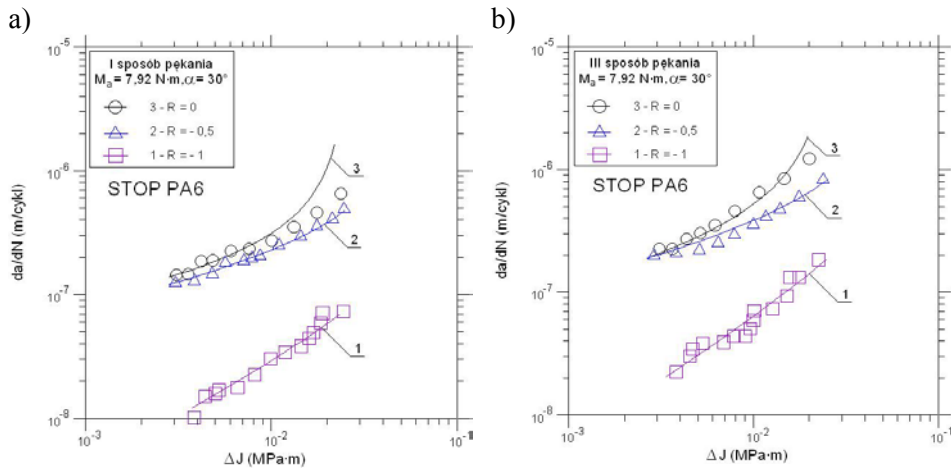 a)
10⁻⁵
I sposób pękania
Mₐ = 7,92 N·m, α = 30°
3 - R = 0
2 - R = - 0,5
1 - R = - 1
STOP PA6
da/dN (m/cykl)
10⁻⁶
10⁻⁷
10⁻⁸
3
2
1
10⁻³
10⁻²
10⁻¹
ΔJ (MPa·m)
b)
10⁻⁵
III sposób pękania
Mₐ = 7,92 N·m, α = 30°
3 - R = 0
2 - R = - 0,5
1 - R = - 1
STOP PA6
da/dN (m/cykl)
10⁻⁶
10⁻⁷
10⁻⁸
3
2
1
10⁻³
10⁻²
10⁻¹
ΔJ (MPa·m)